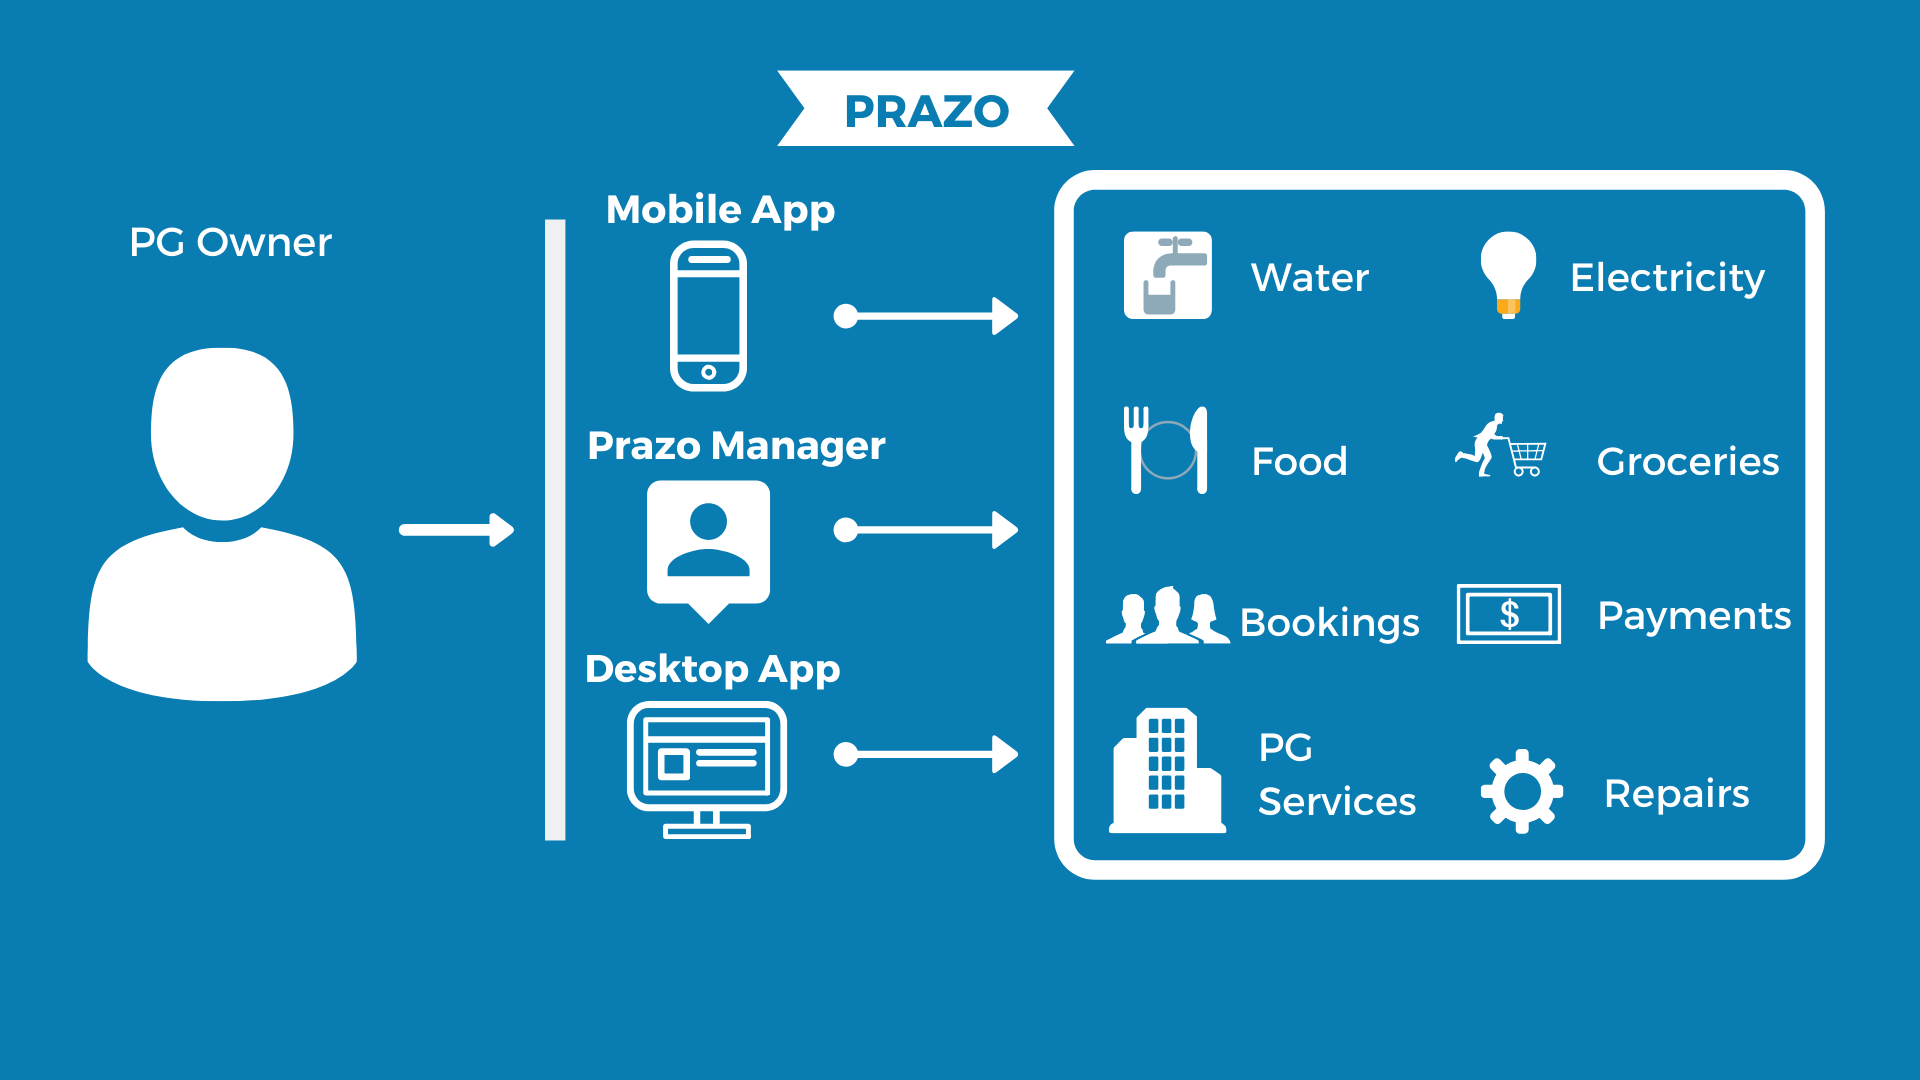 PRAZO
PG Owner
Mobile App
Prazo Manager
Desktop App
Water
Electricity
Food
Groceries
Bookings
Payments
PG
Services
Repairs
$